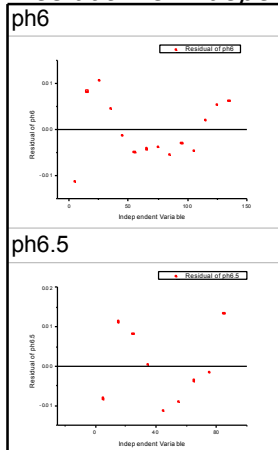 ph6
Residual of ph6
0.01
0.00
-0.01
Residual of ph6
0
50
100
150
Independent Variable
ph6.5
Residual of ph6.5
0.02
0.01
0.00
-0.01
Residual of ph6.5
0
40
80
Independent Variable